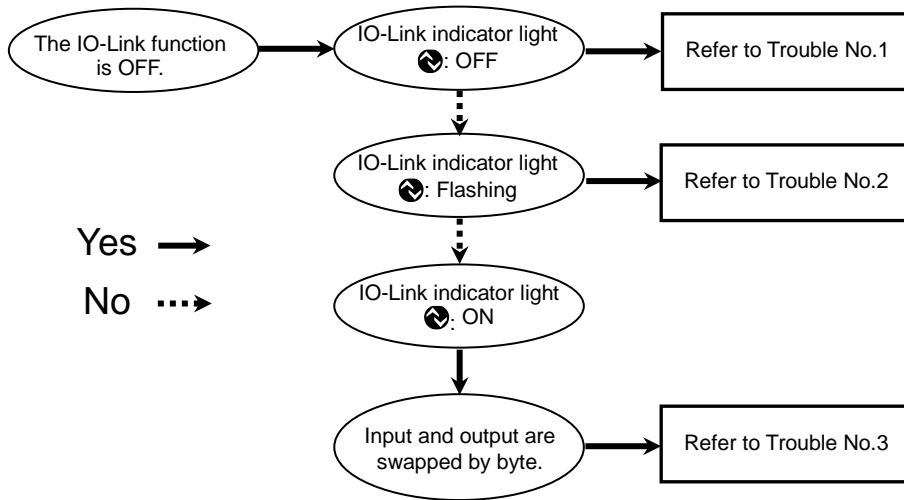 The IO-Link function
is OFF.
IO-Link indicator light
: OFF
Refer to Trouble No.1
IO-Link indicator light
: Flashing
Refer to Trouble No.2
Yes
No
IO-Link indicator light
: ON
Input and output are
swapped by byte.
Refer to Trouble No.3